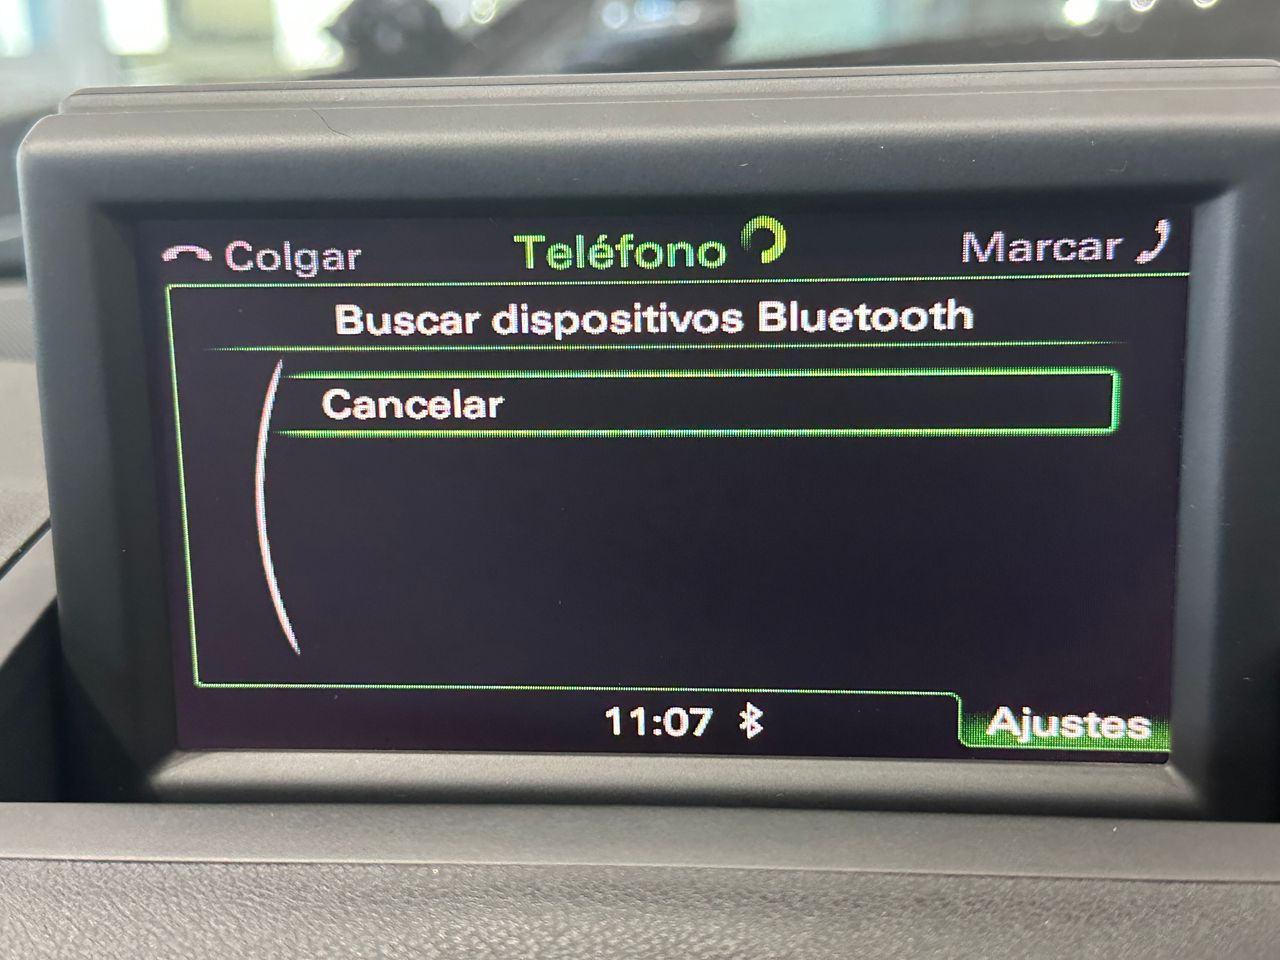 Colgar Teléfono Marcar
Buscar dispositivos Bluetooth
Cancelar
11:07 Ajustes